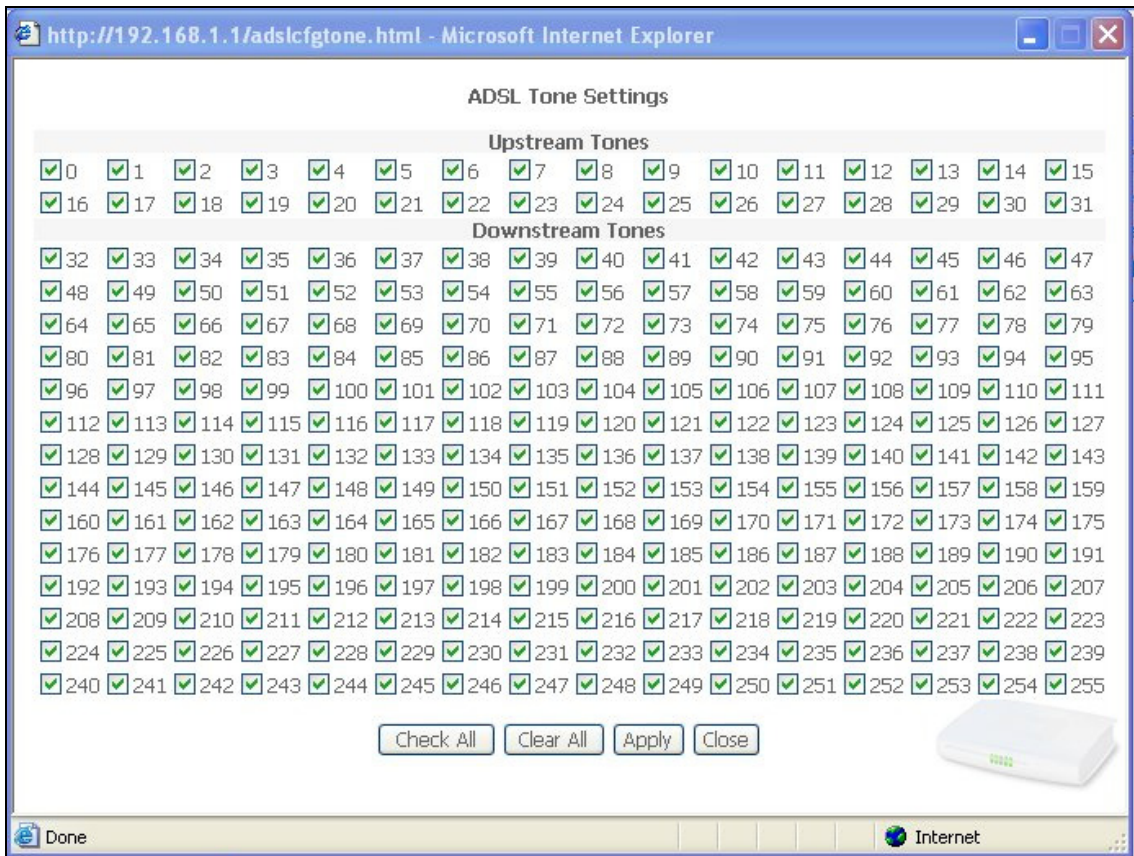 http://192.168.1.1/adslcfgtone.html - Microsoft Internet Explorer
ADSL Tone Settings
Upstream Tones
0 1 2 3 4 5 6 7 8 9 10 11 12 13 14 15
16 17 18 19 20 21 22 23 24 25 26 27 28 29 30 31
Downstream Tones
32 33 34 35 36 37 38 39 40 41 42 43 44 45 46 47
48 49 50 51 52 53 54 55 56 57 58 59 60 61 62 63
64 65 66 67 68 69 70 71 72 73 74 75 76 77 78 79
80 81 82 83 84 85 86 87 88 89 90 91 92 93 94 95
96 97 98 99 100 101 102 103 104 105 106 107 108 109 110 111
112 113 114 115 116 117 118 119 120 121 122 123 124 125 126 127
128 129 130 131 132 133 134 135 136 137 138 139 140 141 142 143
144 145 146 147 148 149 150 151 152 153 154 155 156 157 158 159
160 161 162 163 164 165 166 167 168 169 170 171 172 173 174 175
176 177 178 179 180 181 182 183 184 185 186 187 188 189 190 191
192 193 194 195 196 197 198 199 200 201 202 203 204 205 206 207
208 209 210 211 212 213 214 215 216 217 218 219 220 221 222 223
224 225 226 227 228 229 230 231 232 233 234 235 236 237 238 239
240 241 242 243 244 245 246 247 248 249 250 251 252 253 254 255
Check All Clear All Apply Close
Done Internet